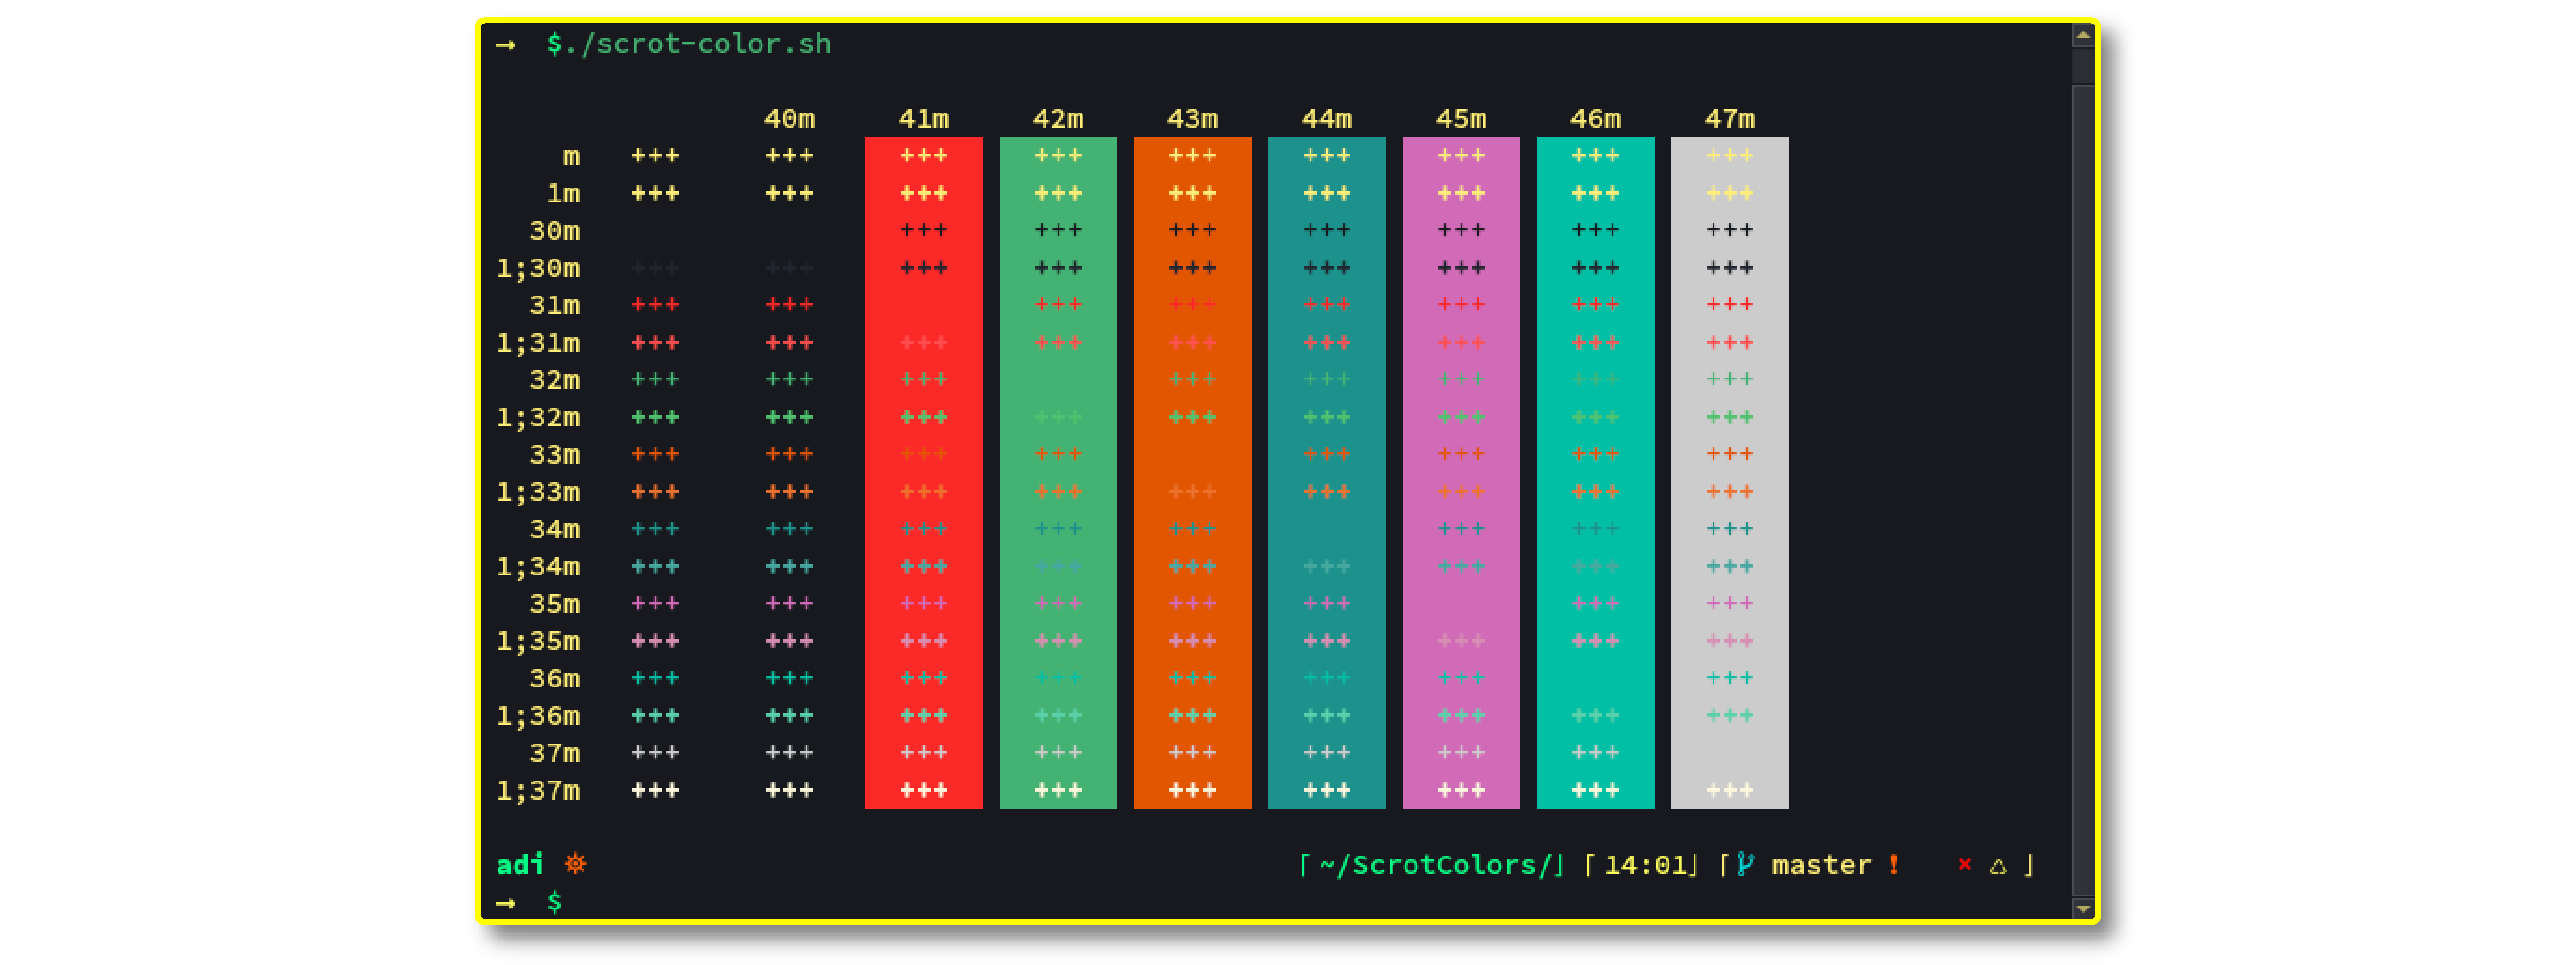 → $./scrot-color.sh
40m 41m 42m 43m 44m 45m 46m 47m
m +++ +++ +++ +++ +++ +++ +++ +++ +++
1m +++ +++ +++ +++ +++ +++ +++ +++ +++
30m +++ +++ +++ +++ +++ +++ +++
1;30m +++ +++ +++ +++ +++ +++ +++ +++ +++
31m +++ +++ +++ +++ +++ +++ +++ +++
1;31m +++ +++ +++ +++ +++ +++ +++ +++ +++
32m +++ +++ +++ +++ +++ +++ +++ +++
1;32m +++ +++ +++ +++ +++ +++ +++ +++ +++
33m +++ +++ +++ +++ +++ +++ +++ +++
1;33m +++ +++ +++ +++ +++ +++ +++ +++ +++
34m +++ +++ +++ +++ +++ +++ +++ +++
1;34m +++ +++ +++ +++ +++ +++ +++ +++ +++
35m +++ +++ +++ +++ +++ +++ +++ +++
1;35m +++ +++ +++ +++ +++ +++ +++ +++ +++
36m +++ +++ +++ +++ +++ +++ +++ +++
1;36m +++ +++ +++ +++ +++ +++ +++ +++ +++
37m +++ +++ +++ +++ +++ +++ +++ +++
1;37m +++ +++ +++ +++ +++ +++ +++ +++ +++
adi ⎈ ⌈~/ScrotColors/⌋ ⌈14:01⌋ ⌈ master ! × ♺ ⌋
→ $